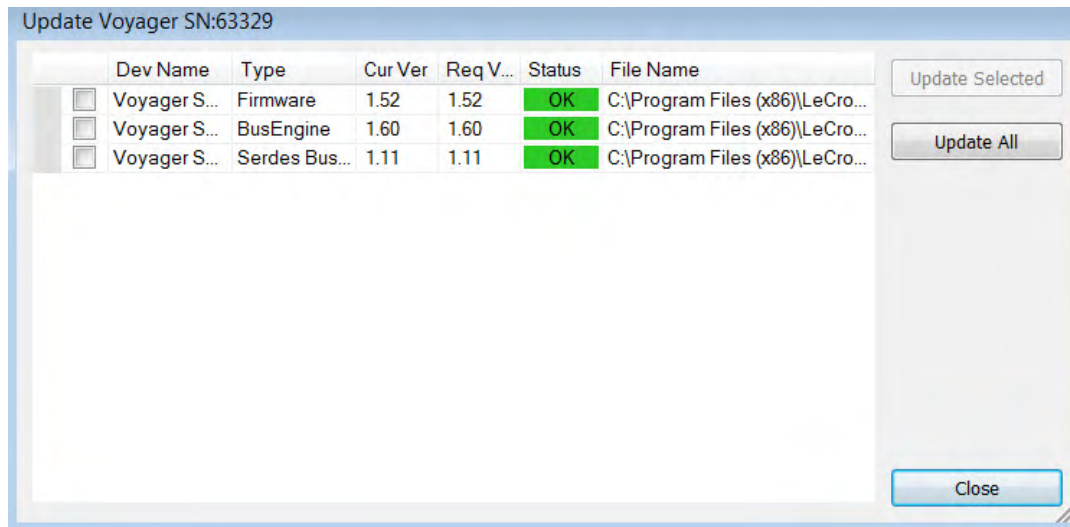 Update Voyager SN:63329
Dev Name Type Cur Ver Req V... Status File Name
Voyager S... Firmware 1.52 1.52 OK C:\Program Files (x86)\LeCro...
Voyager S... BusEngine 1.60 1.60 OK C:\Program Files (x86)\LeCro...
Voyager S... Serdes Bus... 1.11 1.11 OK C:\Program Files (x86)\LeCro...
Update Selected
Update All
Close